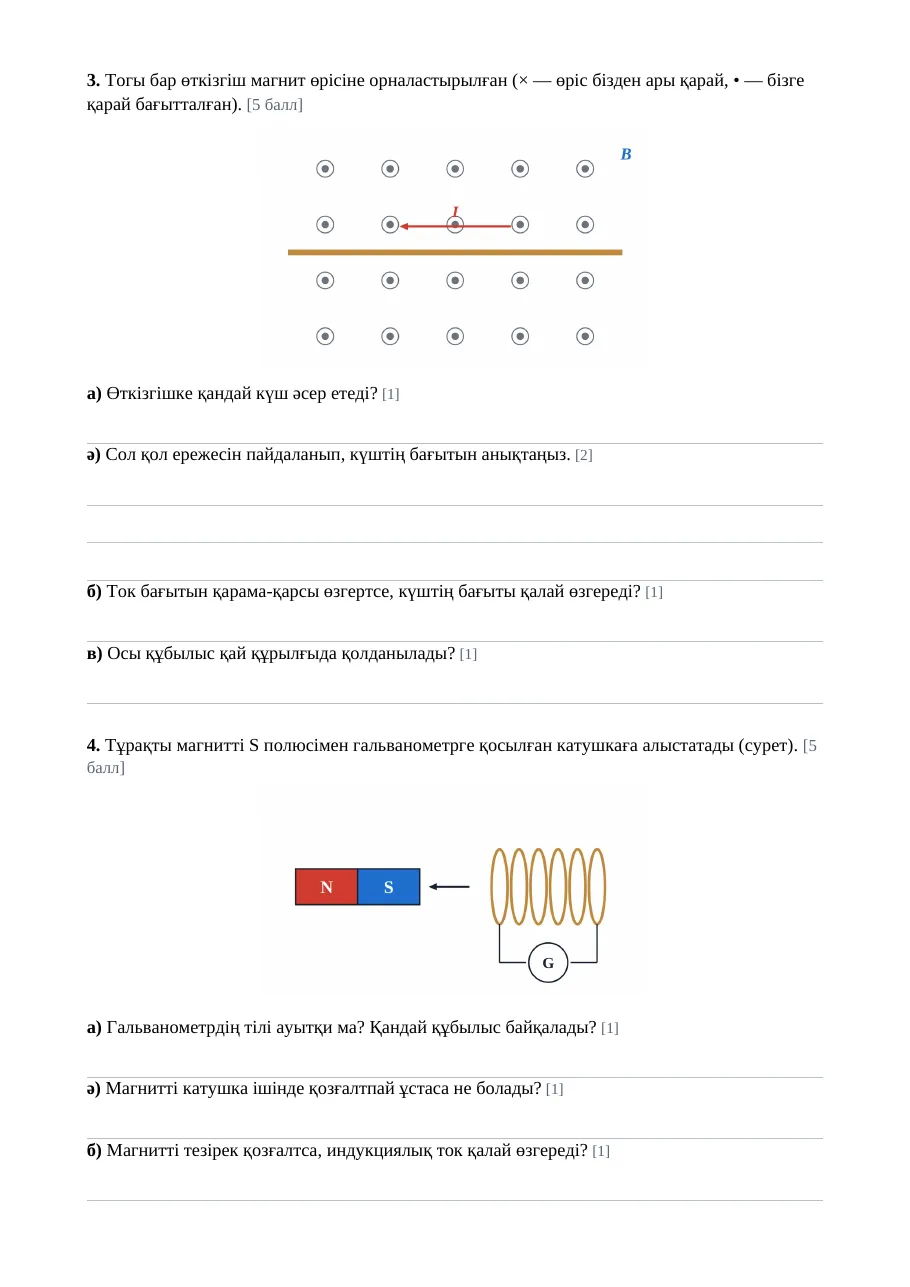 3. Тогы бар өткізгіш магнит өрісіне орналастырылған (× — өріс бізден ары қарай, • — бізге
қарай бағытталған). [5 балл]
B
I
а) Өткізгішке қандай күш әсер етеді? [1]
ә) Сол қол ережесін пайдаланып, күштің бағытын анықтаңыз. [2]
б) Ток бағытын қарама-қарсы өзгертсе, күштің бағыты қалай өзгереді? [1]
в) Осы құбылыс қай құрылғыда қолданылады? [1]
4. Тұрақты магнитті S полюсімен гальванометрге қосылған катушкаға алыстатады (сурет). [5
балл]
N S
G
а) Гальванометрдің тілі ауытқи ма? Қандай құбылыс байқалады? [1]
ә) Магнитті катушка ішінде қозғалтпай ұстаса не болады? [1]
б) Магнитті тезірек қозғалтса, индукциялық ток қалай өзгереді? [1]